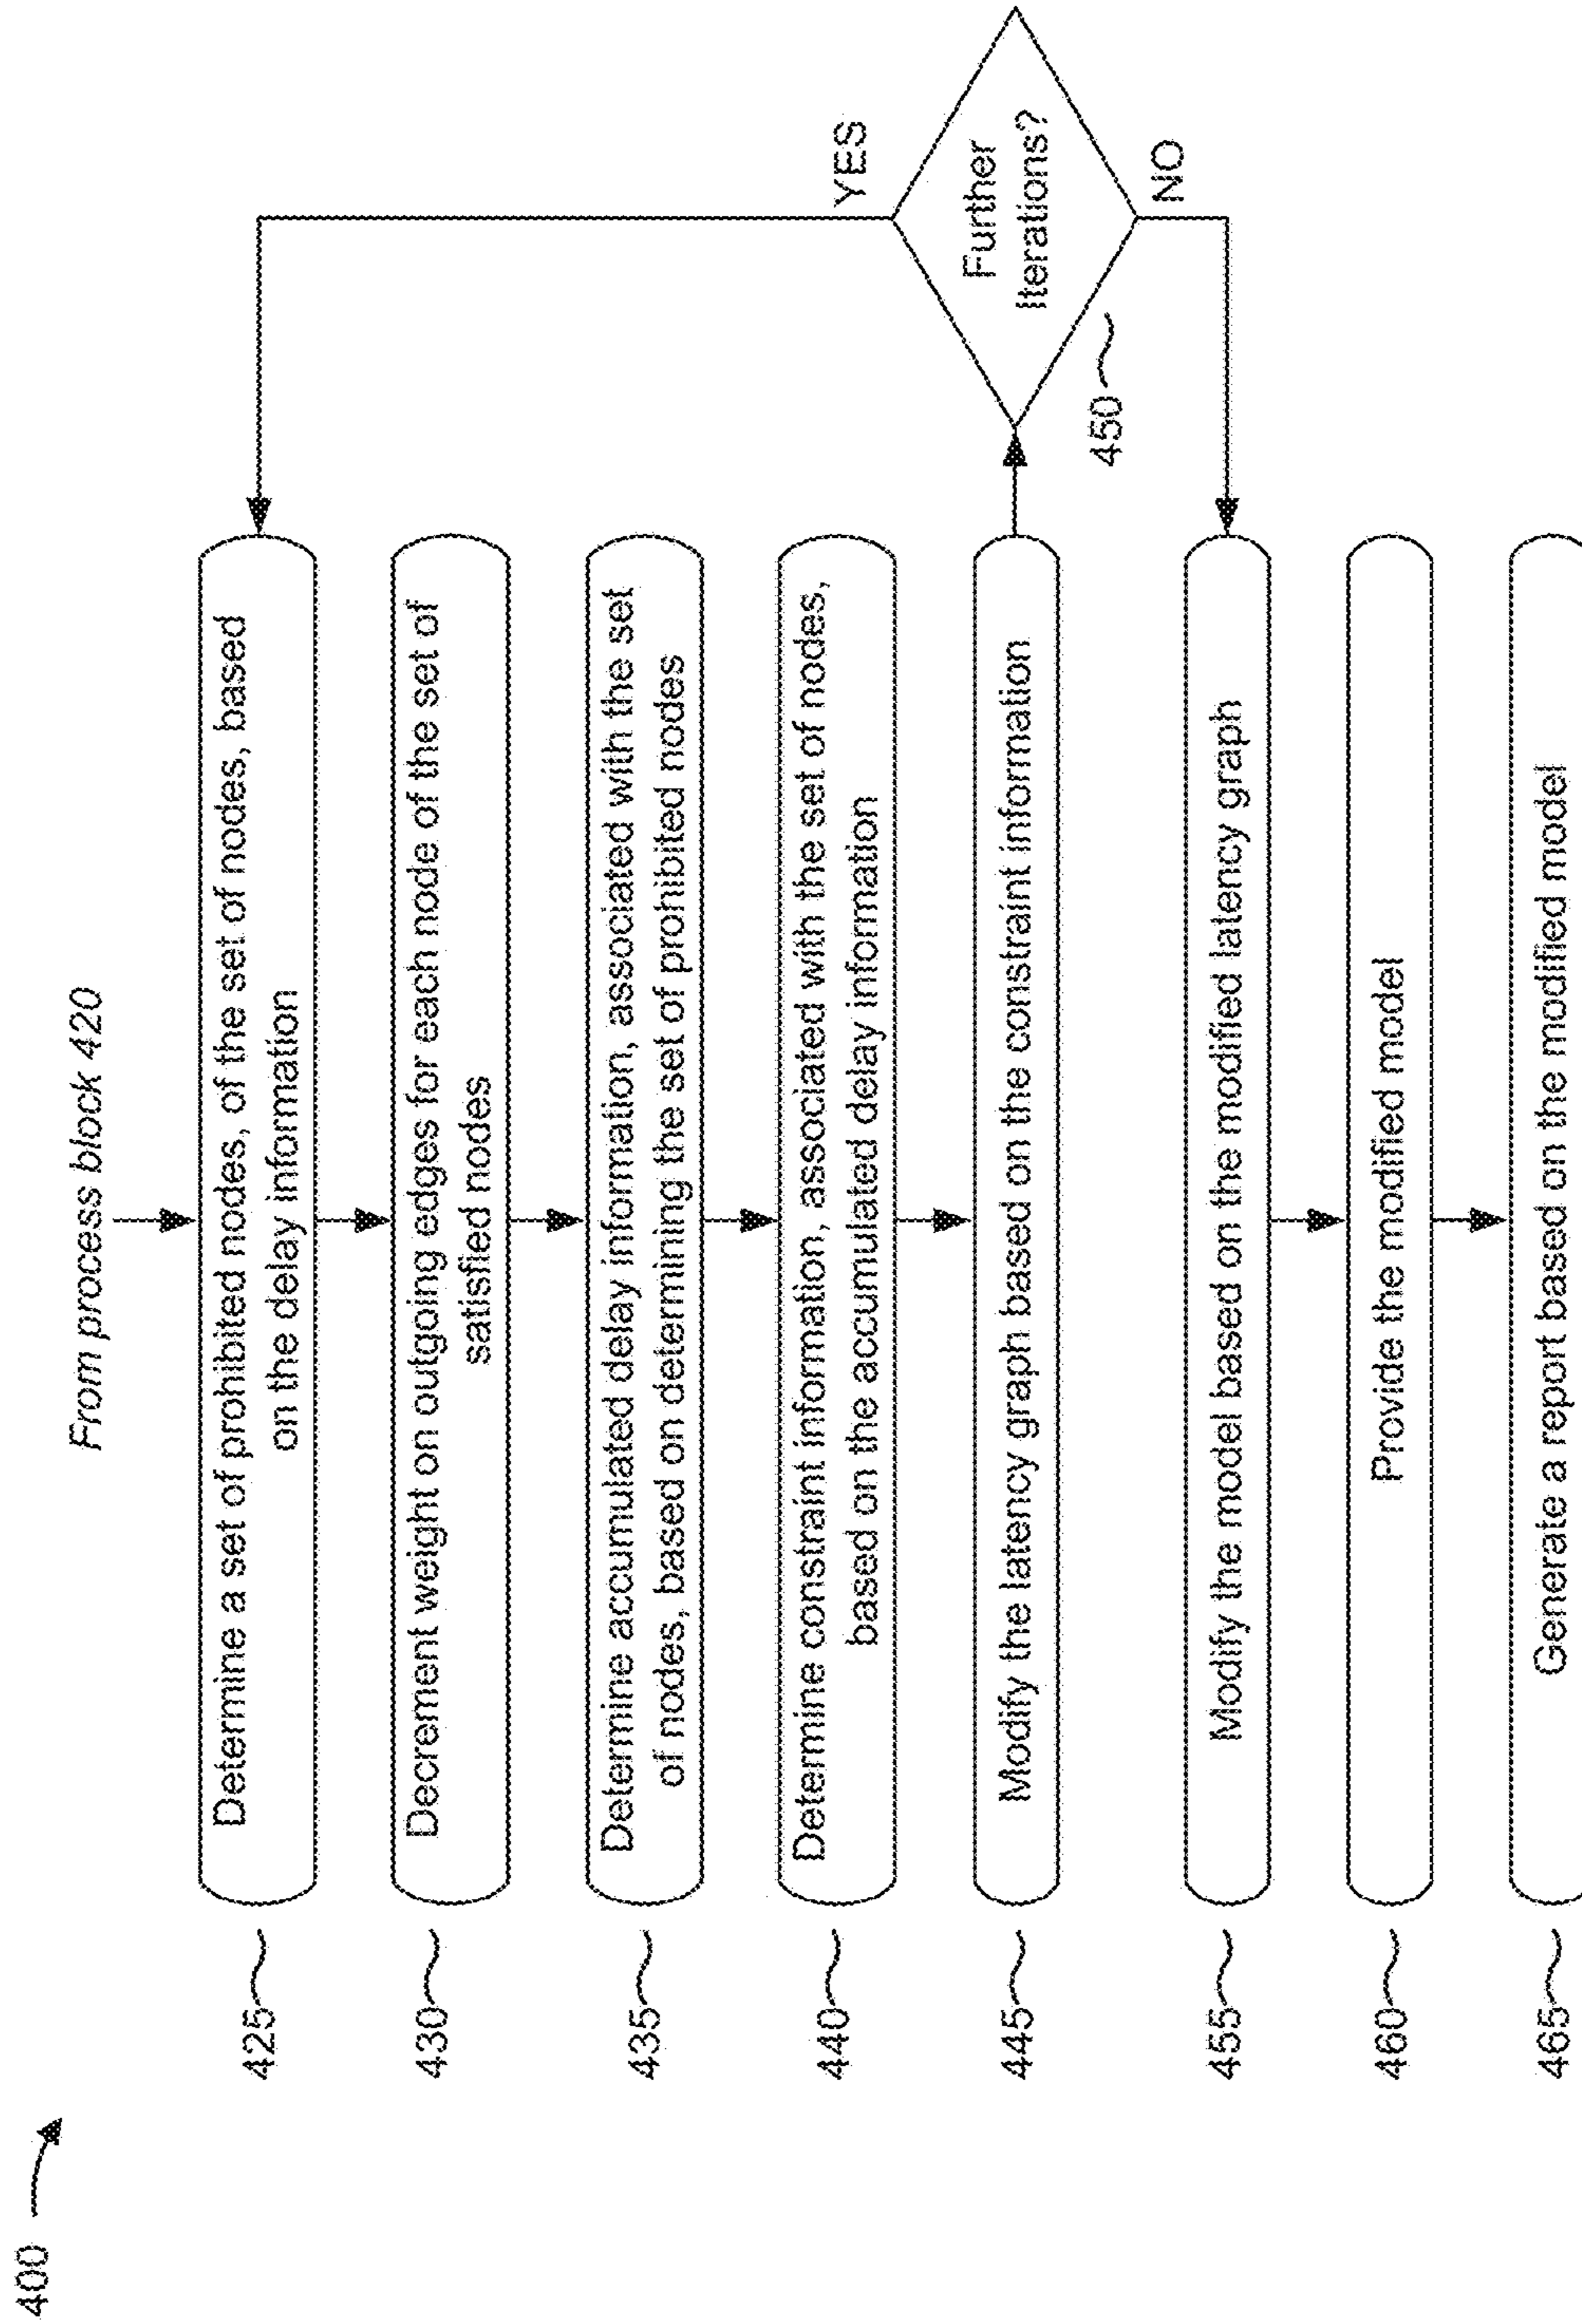 400
From process block 420
425
Determine a set of prohibited nodes, of the set of nodes, based
on the delay information
430
Decrement weight on outgoing edges for each node of the set of
satisfied nodes
435
Determine accumulated delay information, associated with the set
of nodes, based on determining the set of prohibited nodes
440
Determine constraint information, associated with the set of nodes,
based on the accumulated delay information
445
Modify the latency graph based on the constraint information
YES
Further
Iterations?
450
NO
455
Modify the model based on the modified latency graph
460
Provide the modified model
465
Generate a report based on the modified model